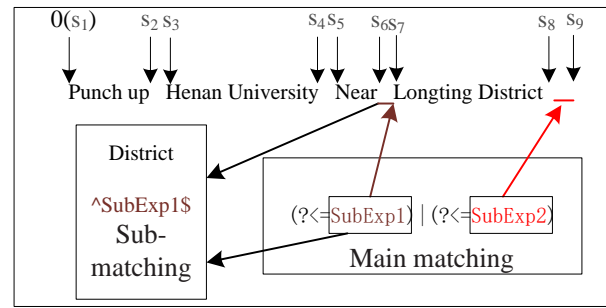 0(s₁) s₂ s₃ s₄ s₅ s₆ s₇ s₈ s₉
Punch up Henan University Near Longting District
District
^SubExp1$
Sub-
matching
(?<=SubExp1) | (?<=SubExp2)
Main matching